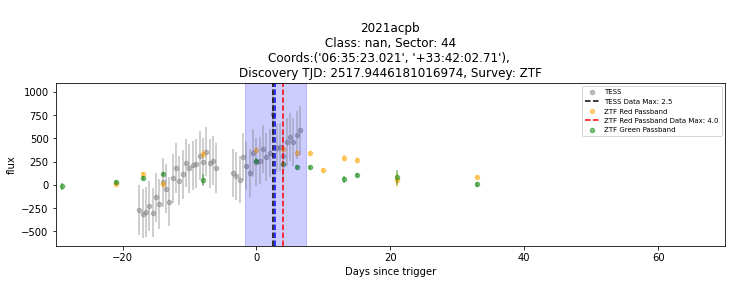 2021acpb
Class: nan, Sector: 44
Coords:('06:35:23.021', '+33:42:02.71'),
Discovery TJD: 2517.9446181016974, Survey: ZTF
1000
750
500
250
0
−250
−500
flux
TESS
TESS Data Max: 2.5
ZTF Red Passband
ZTF Red Passband Data Max: 4.0
ZTF Green Passband
−20
0
20
40
60
Days since trigger